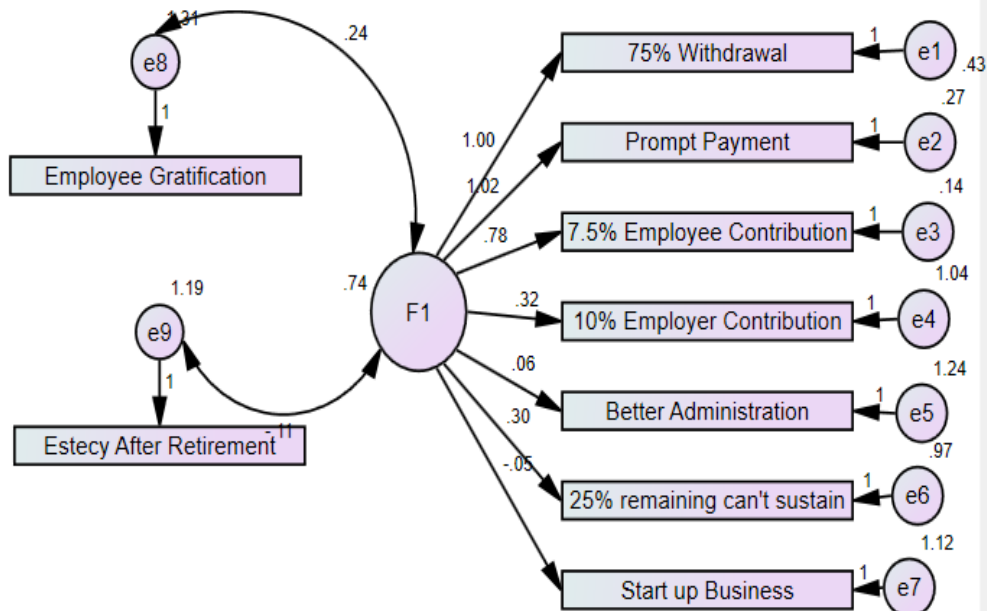 1.31
.24
e8
1
Employee Gratification
1.19
e9
1
-.11
Estecy After Retirement
.74
F1
1.00
1.02
.78
.32
.06
.30
-.05
75% Withdrawal
1
e1
.43
Prompt Payment
1
e2
.27
7.5% Employee Contribution
1
e3
.14
10% Employer Contribution
1
e4
1.04
Better Administration
1
e5
1.24
25% remaining can't sustain
1
e6
.97
Start up Business
1
e7
1.12